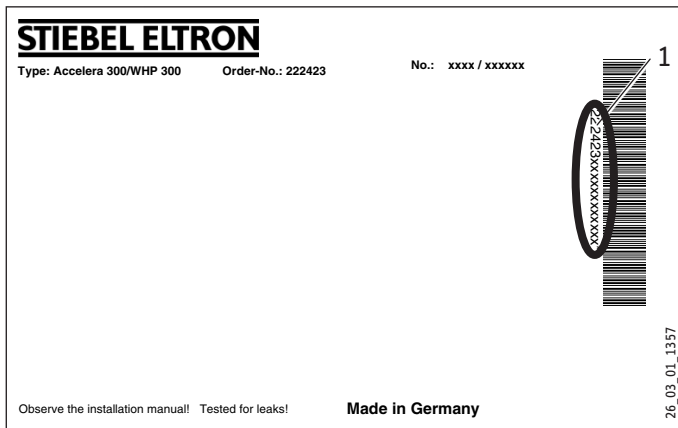 STIEBEL ELTRON
Type: Accelera 300/WHP 300 Order-No.: 222423 No.: xxxx / xxxxxx
1
222423xxxxxxxxxxxxx
Observe the installation manual! Tested for leaks! Made in Germany
26_03_01_1357